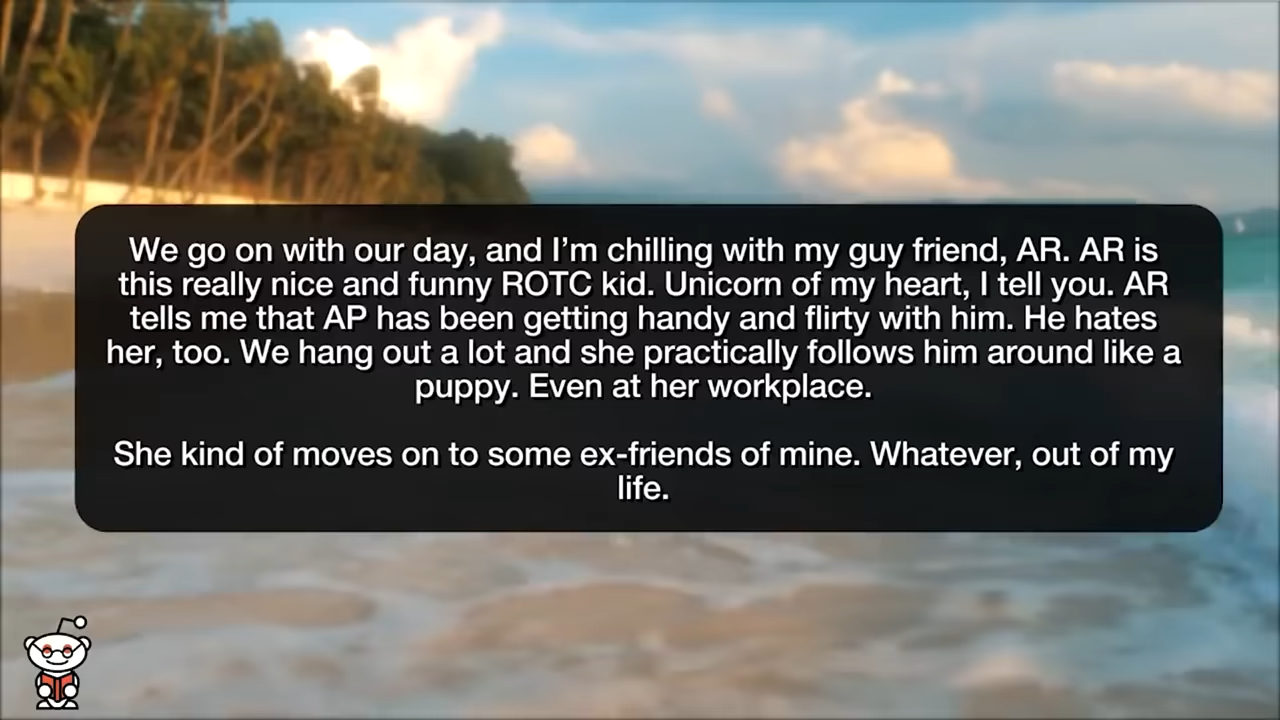 We go on with our day, and I’m chilling with my guy friend, AR. AR is
this really nice and funny ROTC kid. Unicorn of my heart, I tell you. AR
tells me that AP has been getting handy and flirty with him. He hates
her, too. We hang out a lot and she practically follows him around like a
puppy. Even at her workplace.
She kind of moves on to some ex-friends of mine. Whatever, out of my
life.